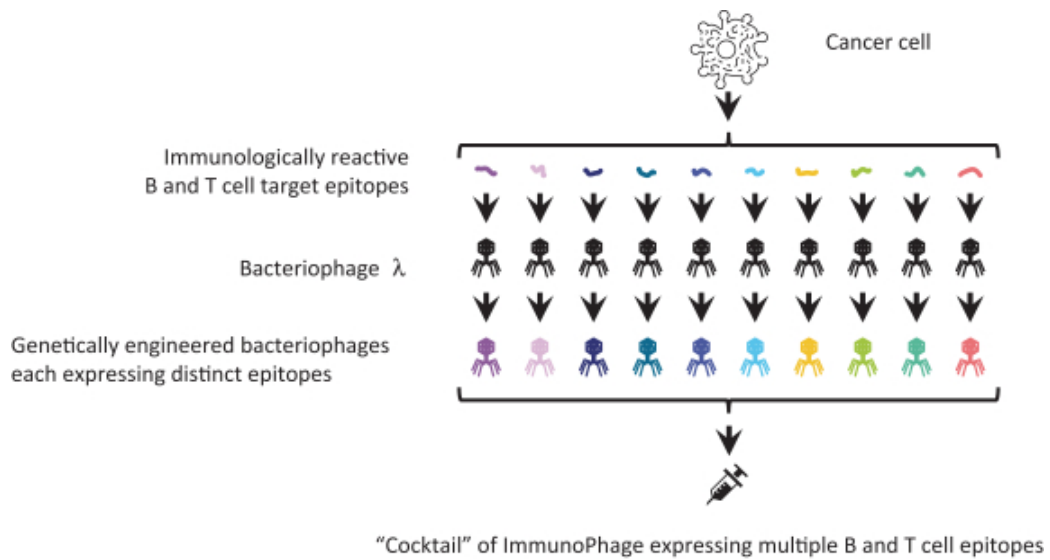 Cancer cell
Immunologically reactive
B and T cell target epitopes
Bacteriophage λ
Genetically engineered bacteriophages
each expressing distinct epitopes
“Cocktail” of ImmunoPhage expressing multiple B and T cell epitopes